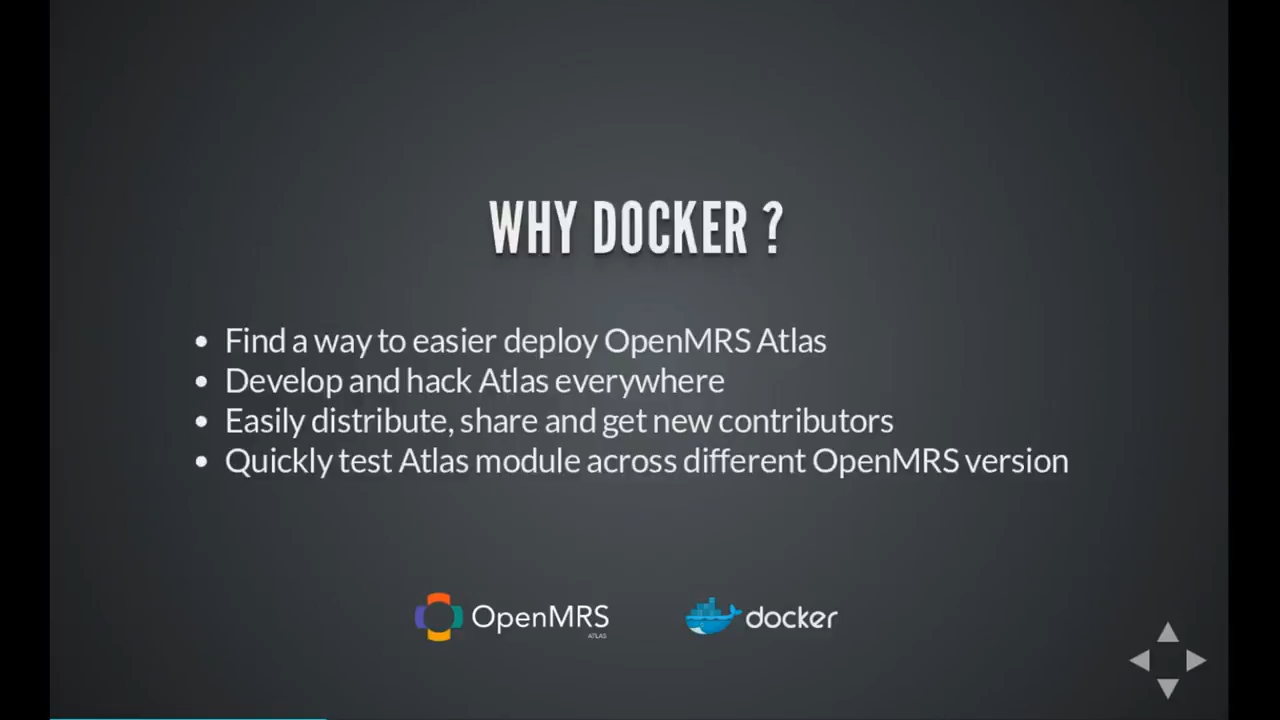 WHY DOCKER ?
Find a way to easier deploy OpenMRS Atlas
Develop and hack Atlas everywhere
Easily distribute, share and get new contributors
Quickly test Atlas module across different OpenMRS version
OpenMRS
ATLAS
docker